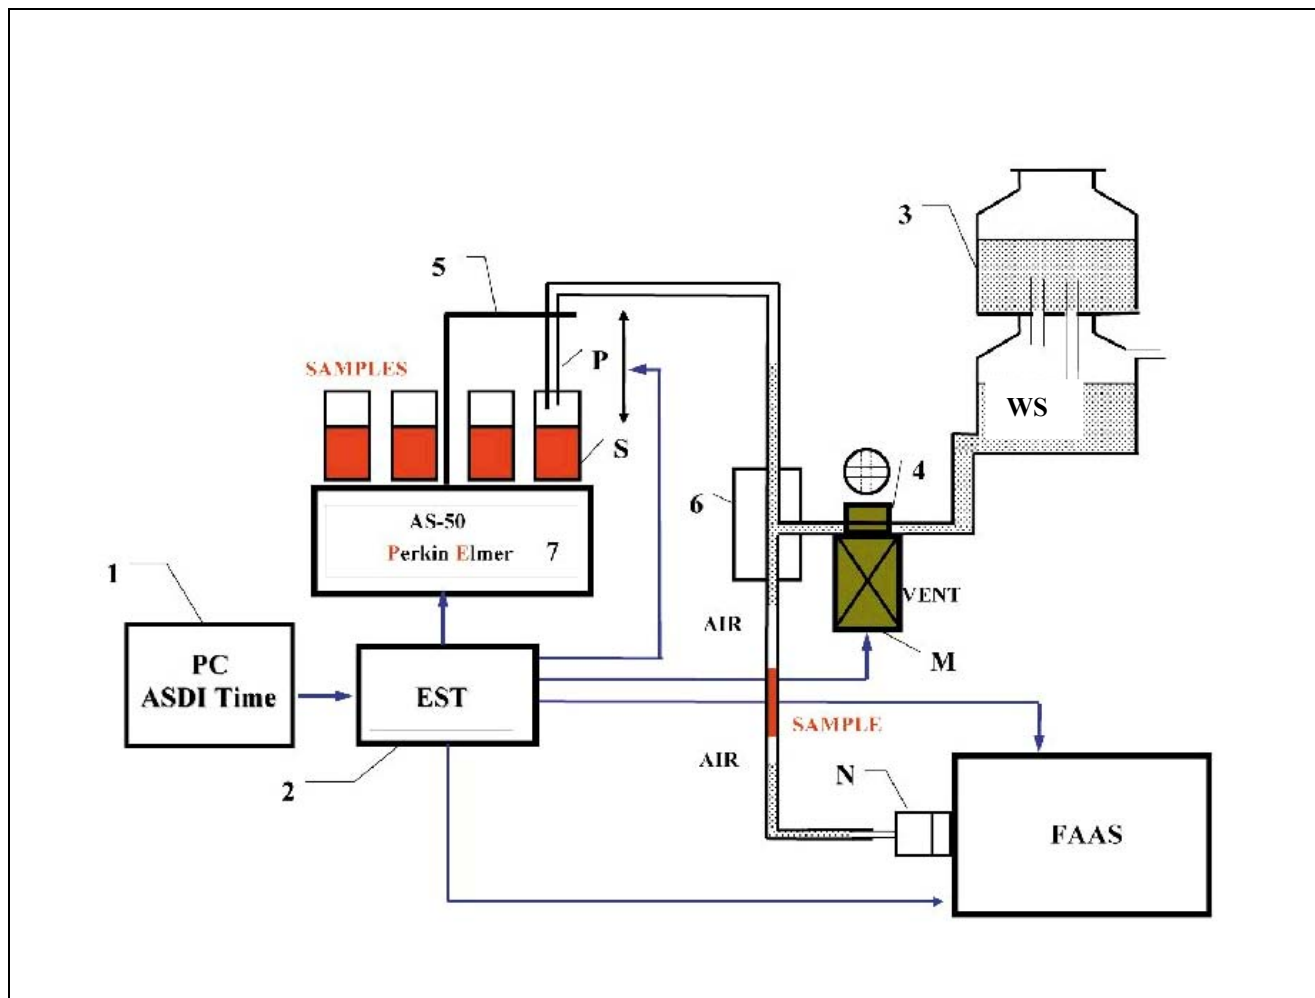 3
5
P
SAMPLES
WS
S
4
6
AS-50
Perkin Elmer 7
1
VENT
AIR
M
PC
ASDI Time
EST
SAMPLE
AIR
N
2
FAAS